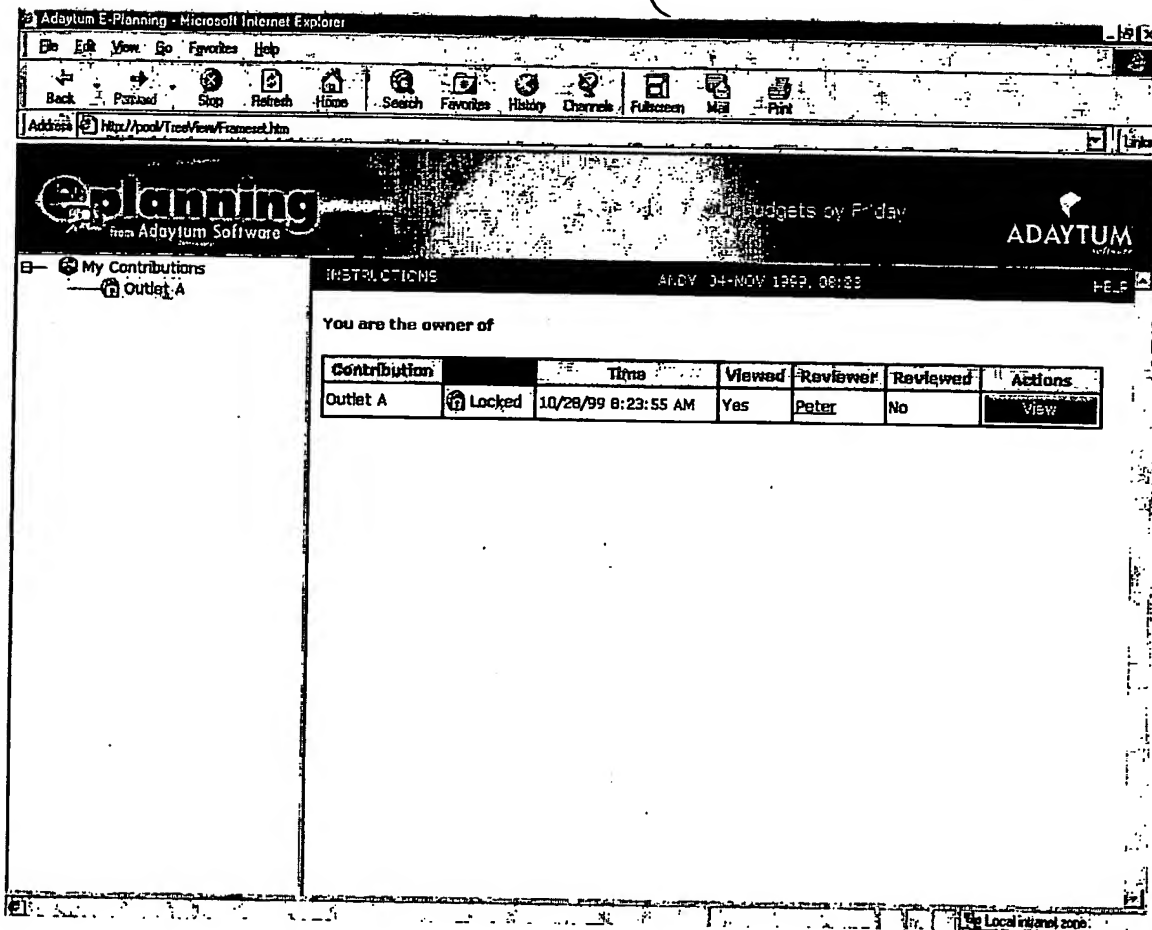 Adaytum E-Planning - Microsoft Internet Explorer
File Edit View Go Favorites Help
Back Forward Stop Refresh Home Search Favorites History Channels Fullscreen Mail Print
Address http://pool/TreeView/Frameset.htm Links
eplanning
from Adaytum Software
budgets by Friday
ADAYTUM
software
My Contributions
Outlet A
INSTRUCTIONS ANDY 04-NOV 1999, 08:23 HELP
You are the owner of
Contribution Time Viewed Reviewer Reviewed Actions
Outlet A Locked 10/28/99 8:23:55 AM Yes Peter No View
Local intranet zone